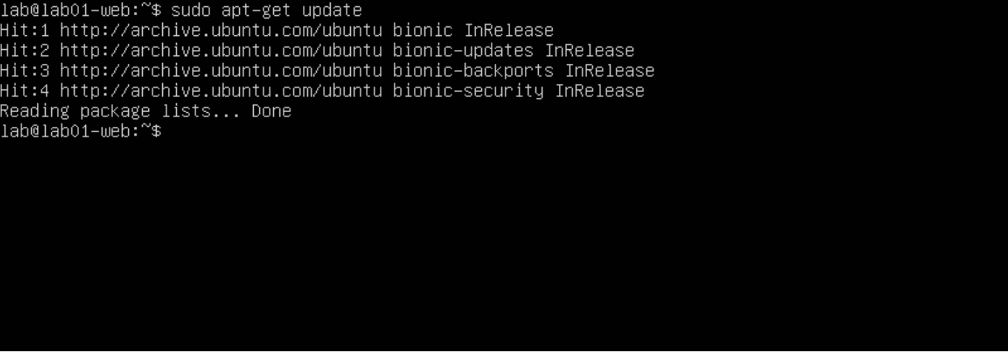 lab@lab01-web:~$ sudo apt-get update
Hit:1 http://archive.ubuntu.com/ubuntu bionic InRelease
Hit:2 http://archive.ubuntu.com/ubuntu bionic-updates InRelease
Hit:3 http://archive.ubuntu.com/ubuntu bionic-backports InRelease
Hit:4 http://archive.ubuntu.com/ubuntu bionic-security InRelease
Reading package lists... Done
lab@lab01-web:~$